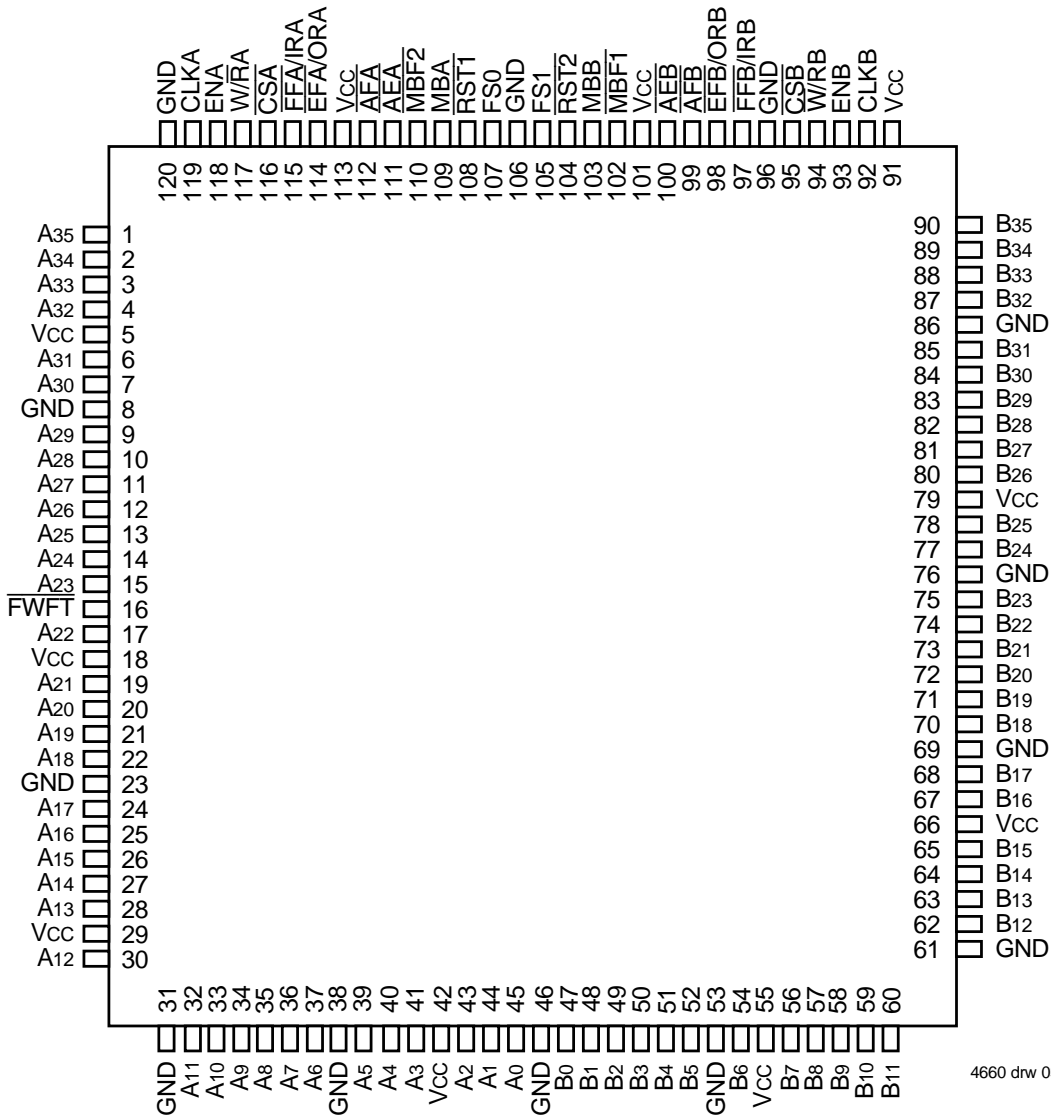 GND
CLKA
ENA
W/RA
CSA
FFA/IRA
EFA/ORA
Vcc
AFA
AEA
MBF2
MBA
RST1
FS0
GND
FS1
RST2
MBB
MBF1
Vcc
AEB
AFB
EFB/ORB
FFB/IRB
GND
CSB
W/RB
ENB
CLKB
Vcc
120
119
118
117
116
115
114
113
112
111
110
109
108
107
106
105
104
103
102
101
100
99
98
97
96
95
94
93
92
91
A35 1
A34 2
A33 3
A32 4
VCC 5
A31 6
A30 7
GND 8
A29 9
A28 10
A27 11
A26 12
A25 13
A24 14
A23 15
FWFT 16
A22 17
VCC 18
A21 19
A20 20
A19 21
A18 22
GND 23
A17 24
A16 25
A15 26
A14 27
A13 28
VCC 29
A12 30
90 B35
89 B34
88 B33
87 B32
86 GND
85 B31
84 B30
83 B29
82 B28
81 B27
80 B26
79 VCC
78 B25
77 B24
76 GND
75 B23
74 B22
73 B21
72 B20
71 B19
70 B18
69 GND
68 B17
67 B16
66 VCC
65 B15
64 B14
63 B13
62 B12
61 GND
31
32
33
34
35
36
37
38
39
40
41
42
43
44
45
46
47
48
49
50
51
52
53
54
55
56
57
58
59
60
GND
A11
A10
A9
A8
A7
A6
GND
A5
A4
A3
VCC
A2
A1
A0
GND
B0
B1
B2
B3
B4
B5
GND
B6
VCC
B7
B8
B9
B10
B11
4660 drw 0